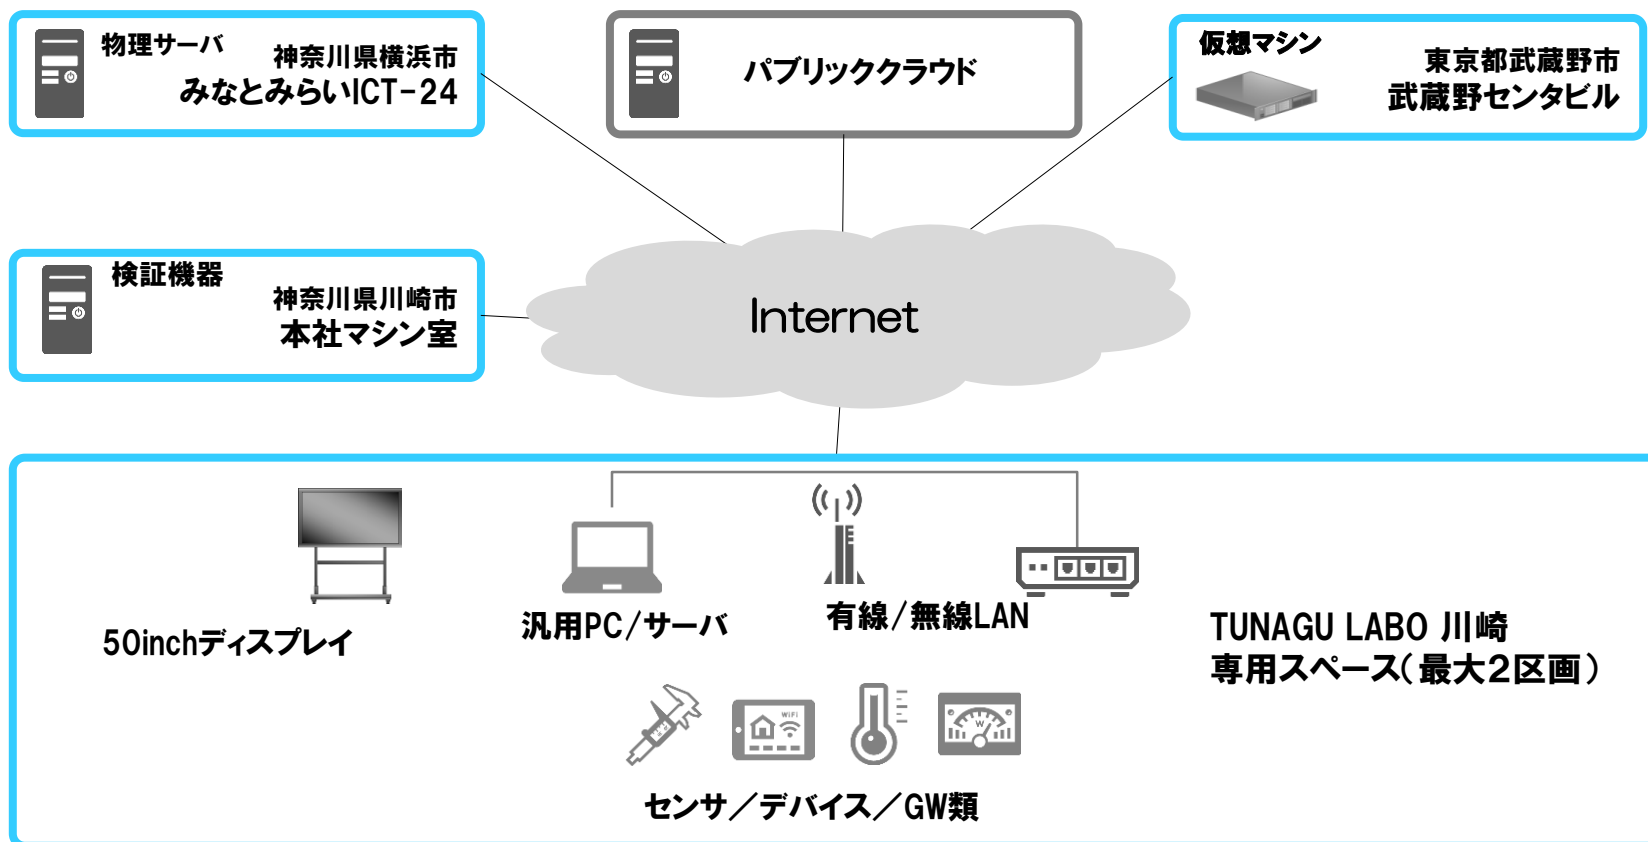 物理サーバ
神奈川県横浜市
みなとみらいICT-24
パブリッククラウド
仮想マシン
東京都武蔵野市
武蔵野センタビル
検証機器
神奈川県川崎市
本社マシン室
Internet
50inchディスプレイ
汎用PC/サーバ
有線/無線LAN
TUNAGU LABO 川崎
専用スペース(最大2区画)
WiFi
W
センサ／デバイス／GW類